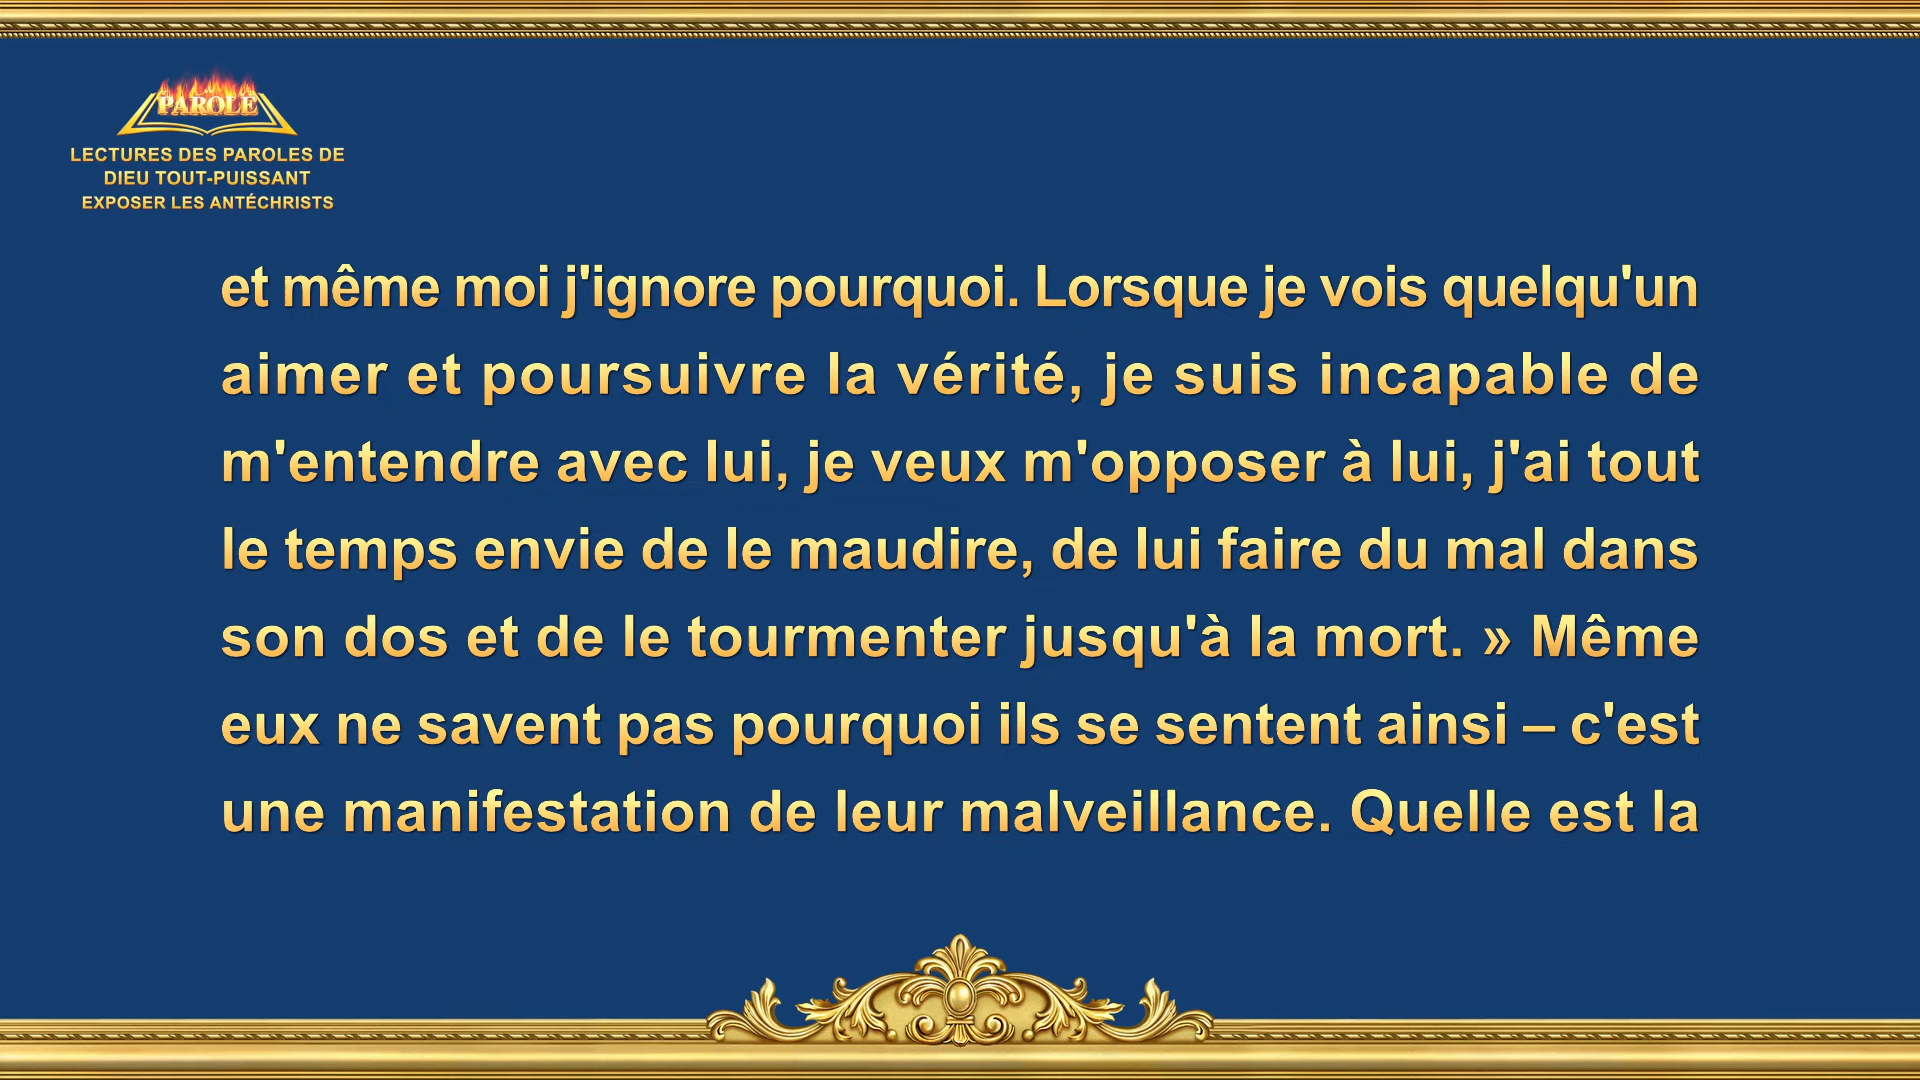 PAROLE
LECTURES DES PAROLES DE
DIEU TOUT-PUISSANT
EXPOSER LES ANTÉCHRISTS
et même moi j'ignore pourquoi. Lorsque je vois quelqu'un
aimer et poursuivre la vérité, je suis incapable de
m'entendre avec lui, je veux m'opposer à lui, j'ai tout
le temps envie de le maudire, de lui faire du mal dans
son dos et de le tourmenter jusqu'à la mort. » Même
eux ne savent pas pourquoi ils se sentent ainsi – c'est
une manifestation de leur malveillance. Quelle est la